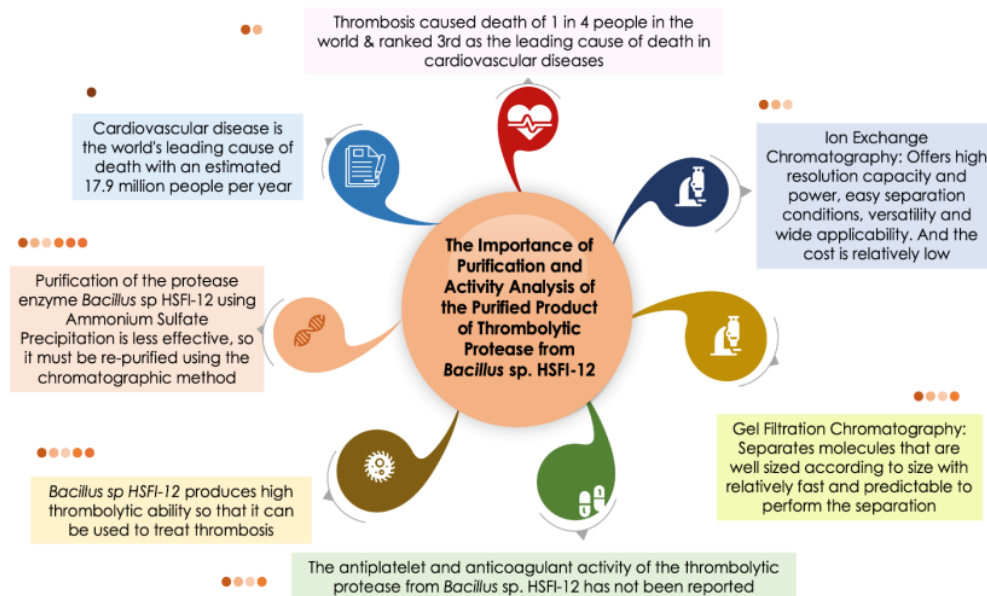 Thrombosis caused death of 1 in 4 people in the
world & ranked 3rd as the leading cause of death in
cardiovascular diseases
Cardiovascular disease is
the world's leading cause of
death with an estimated
17.9 million people per year
Ion Exchange
Chromatography: Offers high
resolution capacity and
power, easy separation
conditions, versatility and
wide applicability. And the
cost is relatively low
The Importance of
Purification and
Activity Analysis of
the Purified Product
of Thrombolytic
Protease from
Bacillus sp. HSFI-12
Purification of the protease
enzyme Bacillus sp HSFI-12 using
Ammonium Sulfate
Precipitation is less effective, so
it must be re-purified using the
chromatographic method
Gel Filtration Chromatography:
Separates molecules that are
well sized according to size with
relatively fast and predictable to
perform the separation
Bacillus sp HSFI-12 produces high
thrombolytic ability so that it can
be used to treat thrombosis
The antiplatelet and anticoagulant activity of the thrombolytic
protease from Bacillus sp. HSFI-12 has not been reported